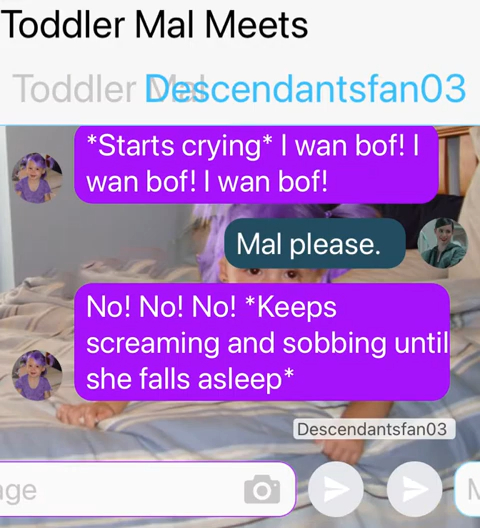 Toddler Mal Meets
Toddler Mal
Descendantsfan03
*Starts crying* I wan bof! I
wan bof! I wan bof!
Mal please.
No! No! No! *Keeps
screaming and sobbing until
she falls asleep*
Descendantsfan03
age
M